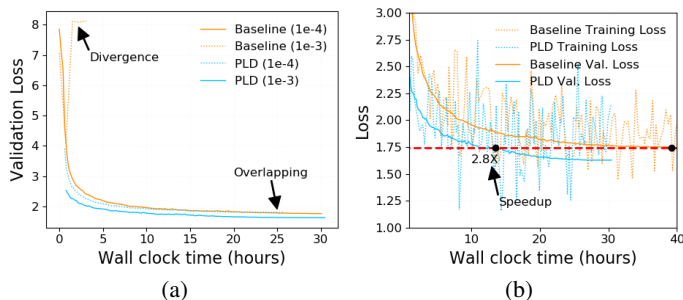 8
7
6
5
4
3
2
Validation Loss
0
5
10
15
20
25
30
Wall clock time (hours)
Baseline (1e-4)
Baseline (1e-3)
PLD (1e-4)
PLD (1e-3)
Divergence
Overlapping
(a)
3.00
2.75
2.50
2.25
2.00
1.75
1.50
1.25
1.00
Loss
10
20
30
40
Wall clock time (hours)
Baseline Training Loss
PLD Training Loss
Baseline Val. Loss
PLD Val. Loss
2.8X
Speedup
(b)